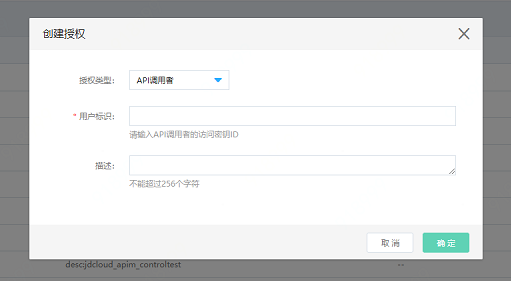 创建授权
授权类型： API调用者
* 用户标识：
请输入API调用者的访问密钥ID
描述：
不能超过256个字符
取 消 确 定
desc:jdcloud_apim_controltest --